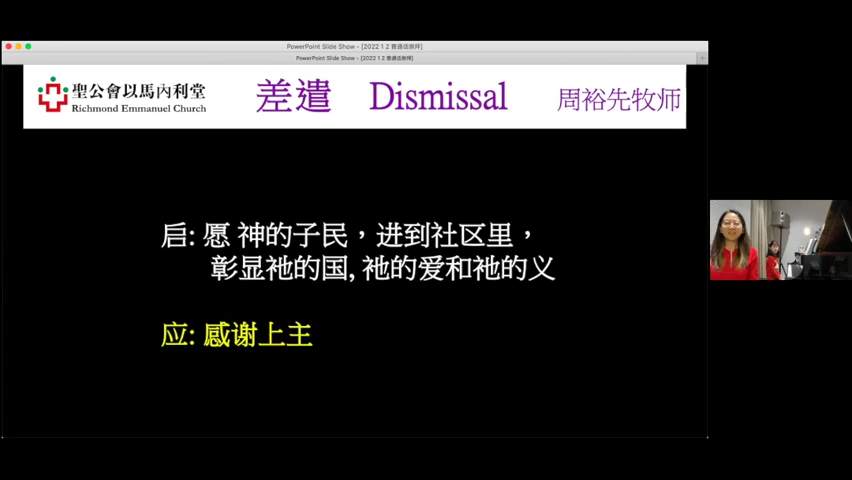 PowerPoint Slide Show - [2022 1 2 普通话崇拜]
PowerPoint Slide Show - [2022 1 2 普通话崇拜]
聖公會以馬內利堂
Richmond Emmanuel Church
差遣 Dismissal 周裕先牧师
启: 愿 神的子民，进到社区里，
彰显祂的国, 祂的爱和祂的义
应: 感谢上主